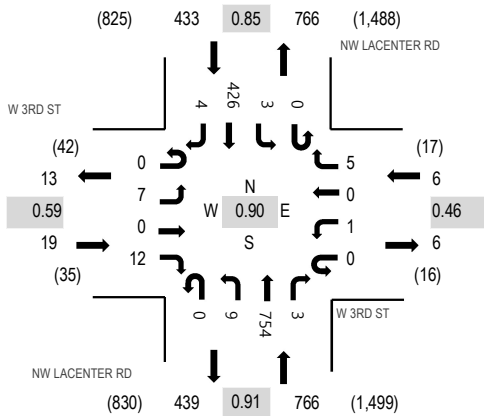 (825) 433 0.85 766 (1,488)
NW LACENTER RD
W 3RD ST
4 426 3 0
(42) 0 5 (17)
13 7 N 0 6
0.59 0 W 0.90 E 1 0.46
19 12 S 0 6
(35) (16)
0 9 754 3
W 3RD ST
NW LACENTER RD
(830) 439 0.91 766 (1,499)